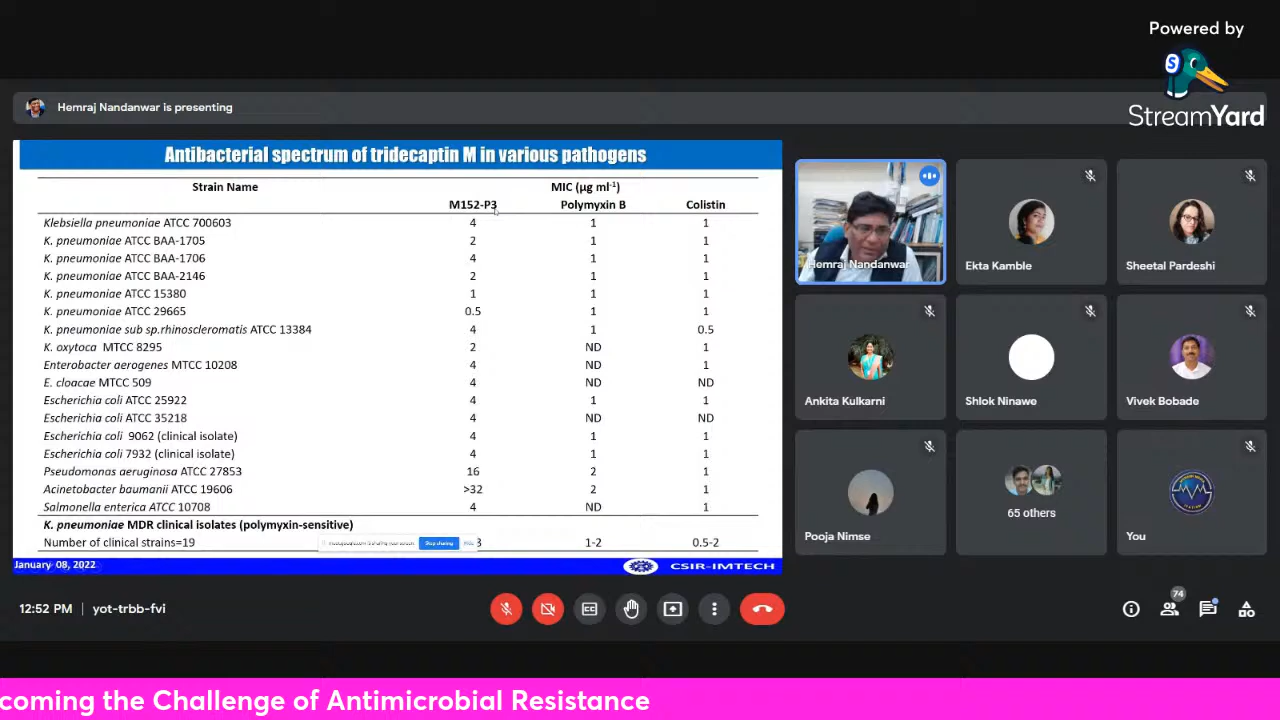 Powered by
StreamYard
Hemraj Nandanwar is presenting
Antibacterial spectrum of tridecaptin M in various pathogens
Strain Name MIC (µg ml-1)
M152-P3 Polymyxin B Colistin
Klebsiella pneumoniae ATCC 700603 4 1 1
K. pneumoniae ATCC BAA-1705 2 1 1
K. pneumoniae ATCC BAA-1706 4 1 1
K. pneumoniae ATCC BAA-2146 2 1 1
K. pneumoniae ATCC 15380 1 1 1
K. pneumoniae ATCC 29665 0.5 1 1
K. pneumoniae sub sp.rhinoscleromatis ATCC 13384 4 1 0.5
K. oxytoca MTCC 8295 2 ND 1
Enterobacter aerogenes MTCC 10208 4 ND 1
E. cloacae MTCC 509 4 ND ND
Escherichia coli ATCC 25922 4 1 1
Escherichia coli ATCC 35218 4 ND ND
Escherichia coli 9062 (clinical isolate) 4 1 1
Escherichia coli 7932 (clinical isolate) 4 1 1
Pseudomonas aeruginosa ATCC 27853 16 2 1
Acinetobacter baumanii ATCC 19606 >32 2 1
Salmonella enterica ATCC 10708 4 ND 1
K. pneumoniae MDR clinical isolates (polymyxin-sensitive)
Number of clinical strains=19 3 1-2 0.5-2
Stop sharing
January 08, 2022
CSIR-IMTECH
Hemraj Nandanwar
Ekta Kamble
Sheetal Pardeshi
Ankita Kulkarni
Shlok Ninawe
Vivek Bobade
Pooja Nimse
65 others
You
12:52 PM | yot-trbb-fvi
74
coming the Challenge of Antimicrobial Resistance